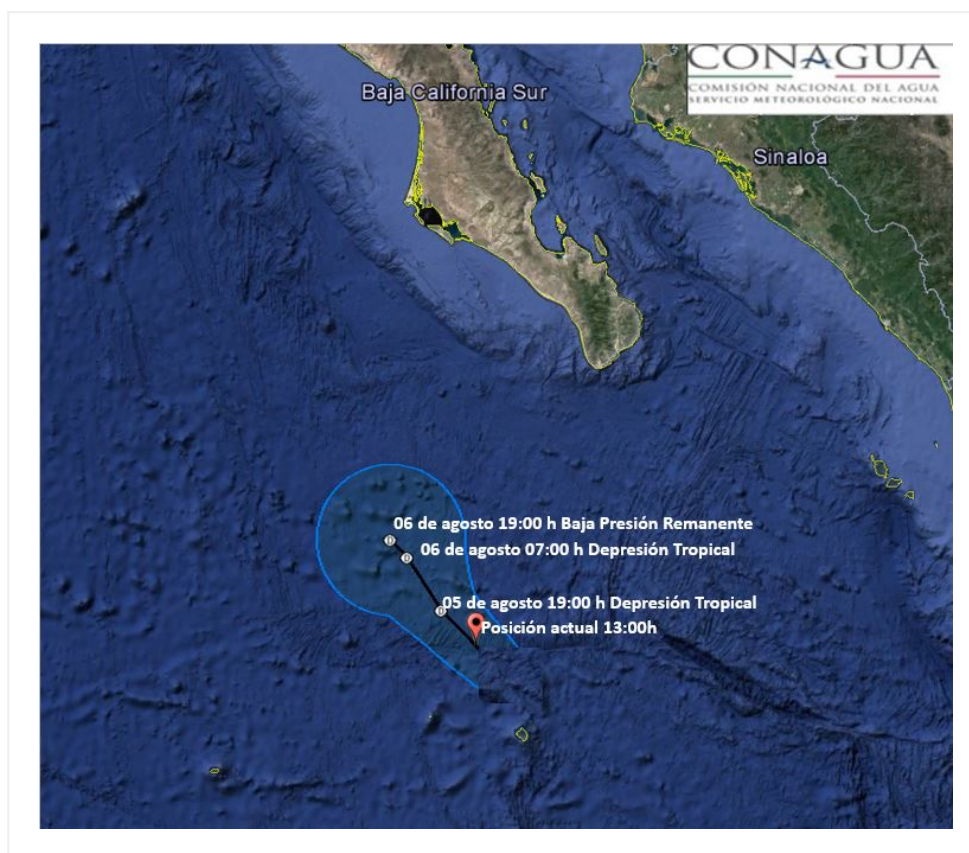 CONAGUA
COMISIÓN NACIONAL DEL AGUA
SERVICIO METEOROLÓGICO NACIONAL
Baja California Sur
Sinaloa
06 de agosto 19:00 h Baja Presión Remanente
06 de agosto 07:00 h Depresión Tropical
05 de agosto 19:00 h Depresión Tropical
Posición actual 13:00h